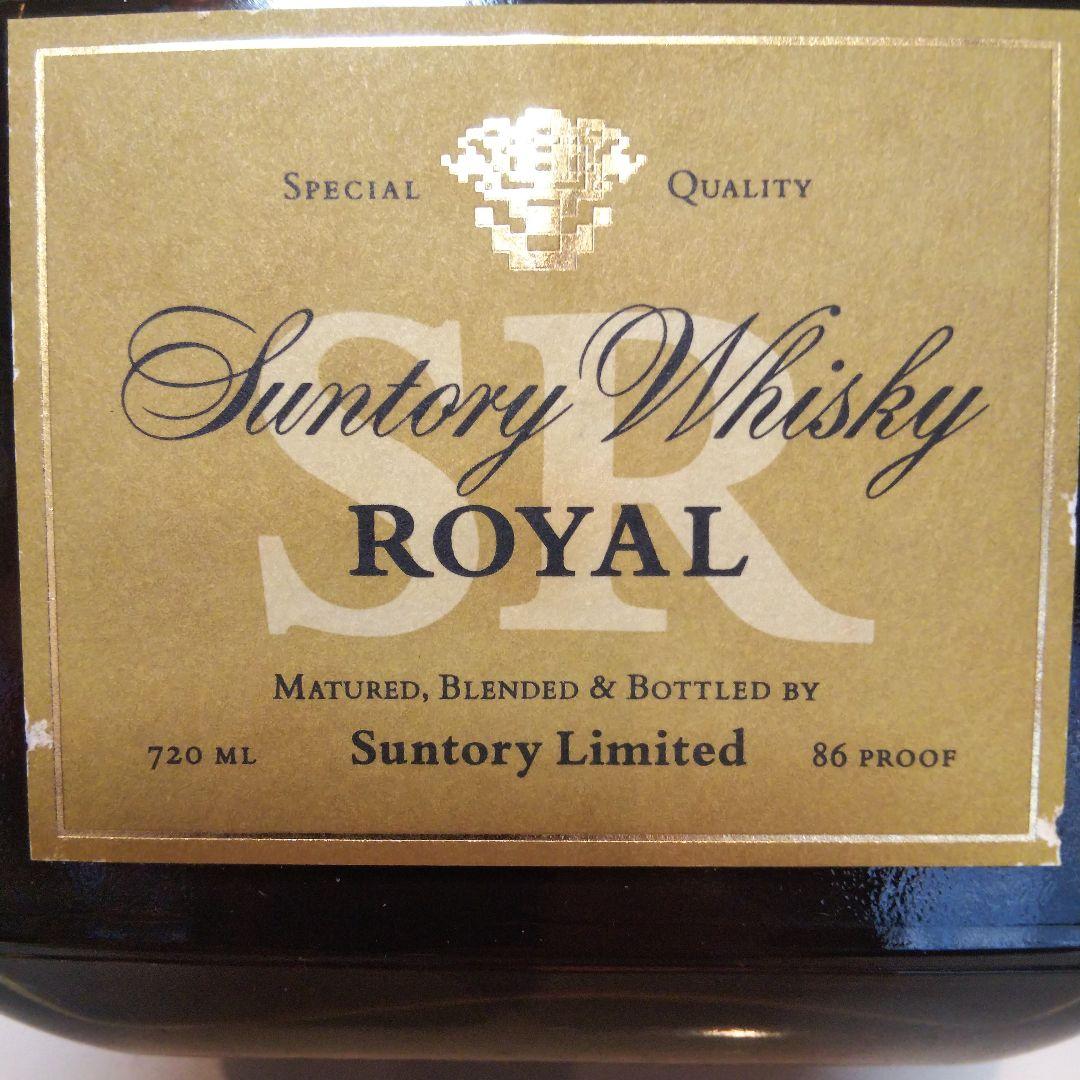 SPECIAL QUALITY
SR
Suntory Whisky
ROYAL
MATURED, BLENDED & BOTTLED BY
720 ML Suntory Limited 86 PROOF